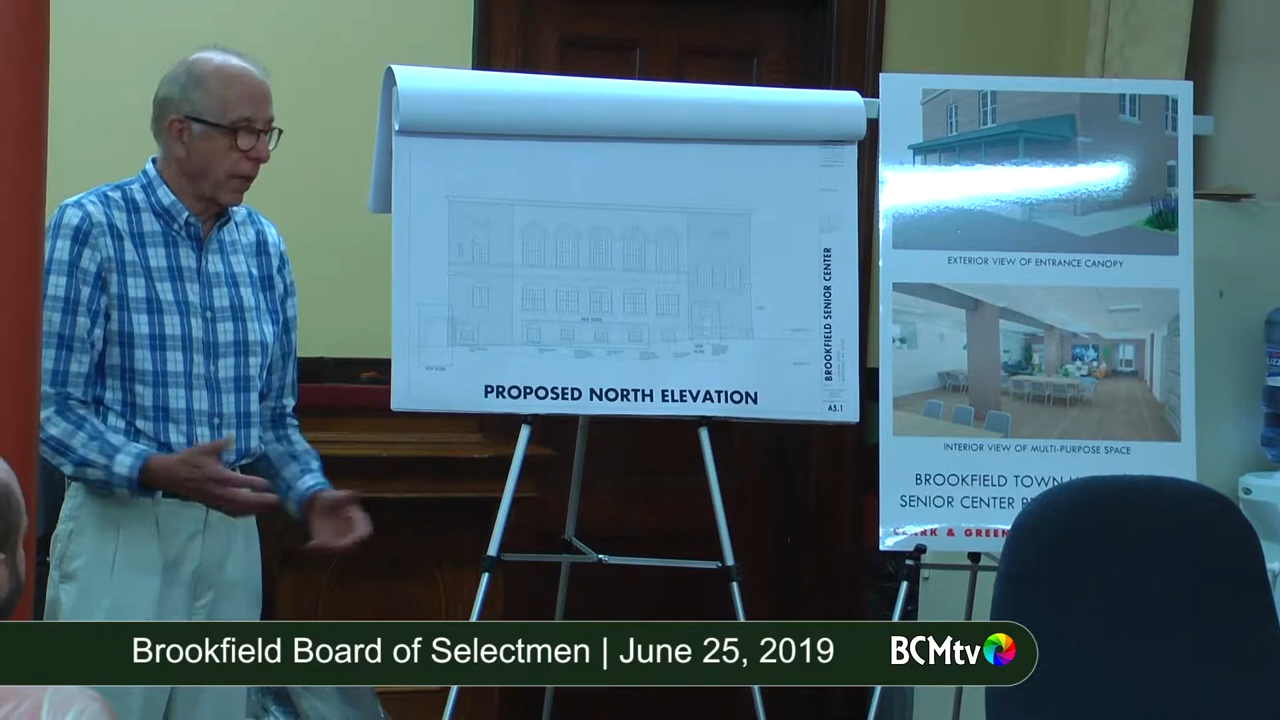 PROPOSED NORTH ELEVATION
BROOKFIELD SENIOR CENTER
A5.1
EXTERIOR VIEW OF ENTRANCE CANOPY
INTERIOR VIEW OF MULTI-PURPOSE SPACE
BROOKFIELD TOWN
SENIOR CENTER
& GREEN
Brookfield Board of Selectmen | June 25, 2019
BCMtv